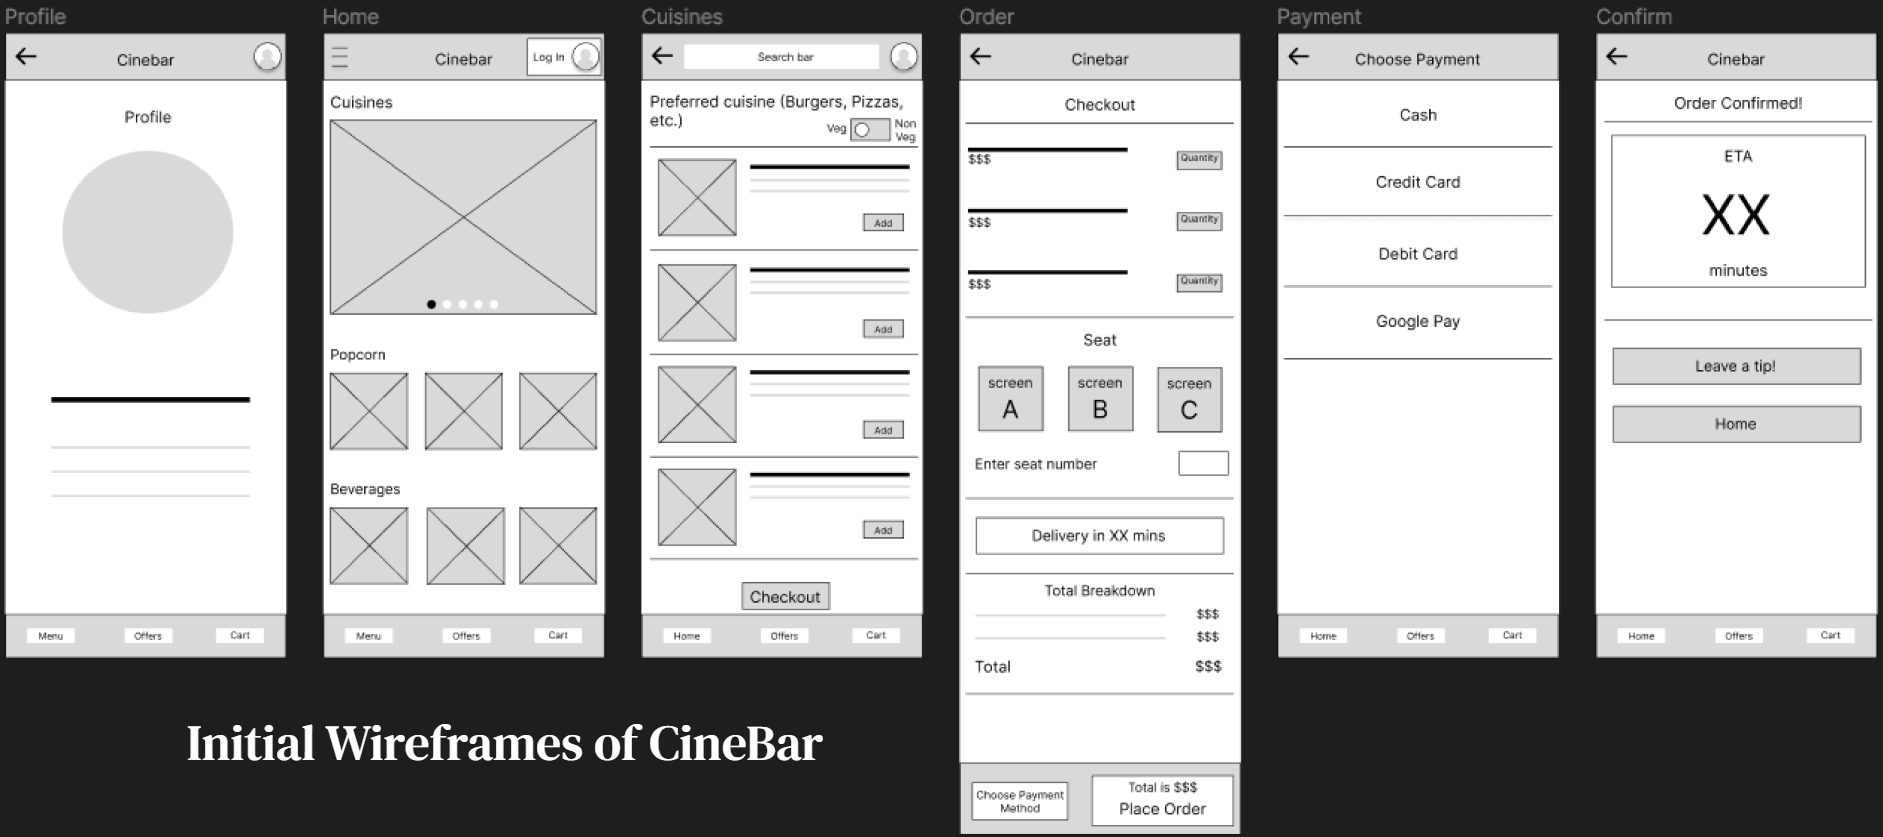 Profile
Cinebar
Profile
Menu
Offers
Cart
Home
Cinebar
Log In
Cuisines
Popcorn
Beverages
Menu
Offers
Cart
Cuisines
Search bar
Preferred cuisine (Burgers, Pizzas,
etc.)
Veg
Non
Veg
Add
Add
Add
Add
Checkout
Home
Offers
Cart
Order
Cinebar
Checkout
$$$
Quantity
$$$
Quantity
$$$
Quantity
Seat
screen
A
screen
B
screen
C
Enter seat number
Delivery in XX mins
Total Breakdown
$$$
$$$
Total
$$$
Choose Payment
Method
Total is $$$
Place Order
Payment
Choose Payment
Cash
Credit Card
Debit Card
Google Pay
Home
Offers
Cart
Confirm
Cinebar
Order Confirmed!
ETA
XX
minutes
Leave a tip!
Home
Home
Offers
Cart
Initial Wireframes of CineBar